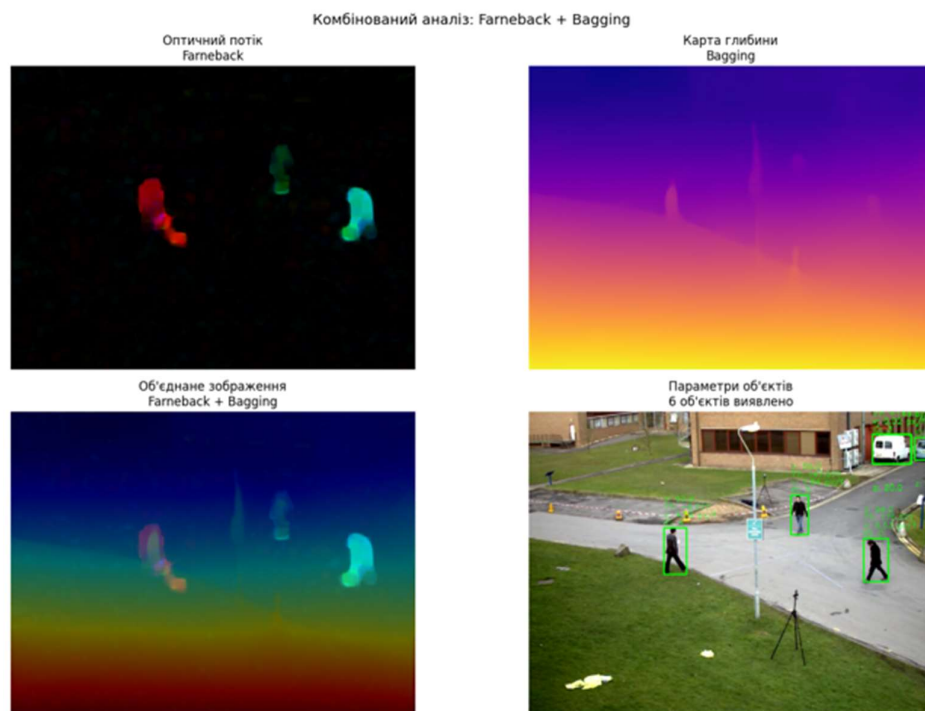 Комбінований аналіз: Farneback + Bagging
Оптичний потік
Farneback
Карта глибини
Bagging
Об'єднане зображення
Farneback + Bagging
Параметри об'єктів
6 об'єктів виявлено